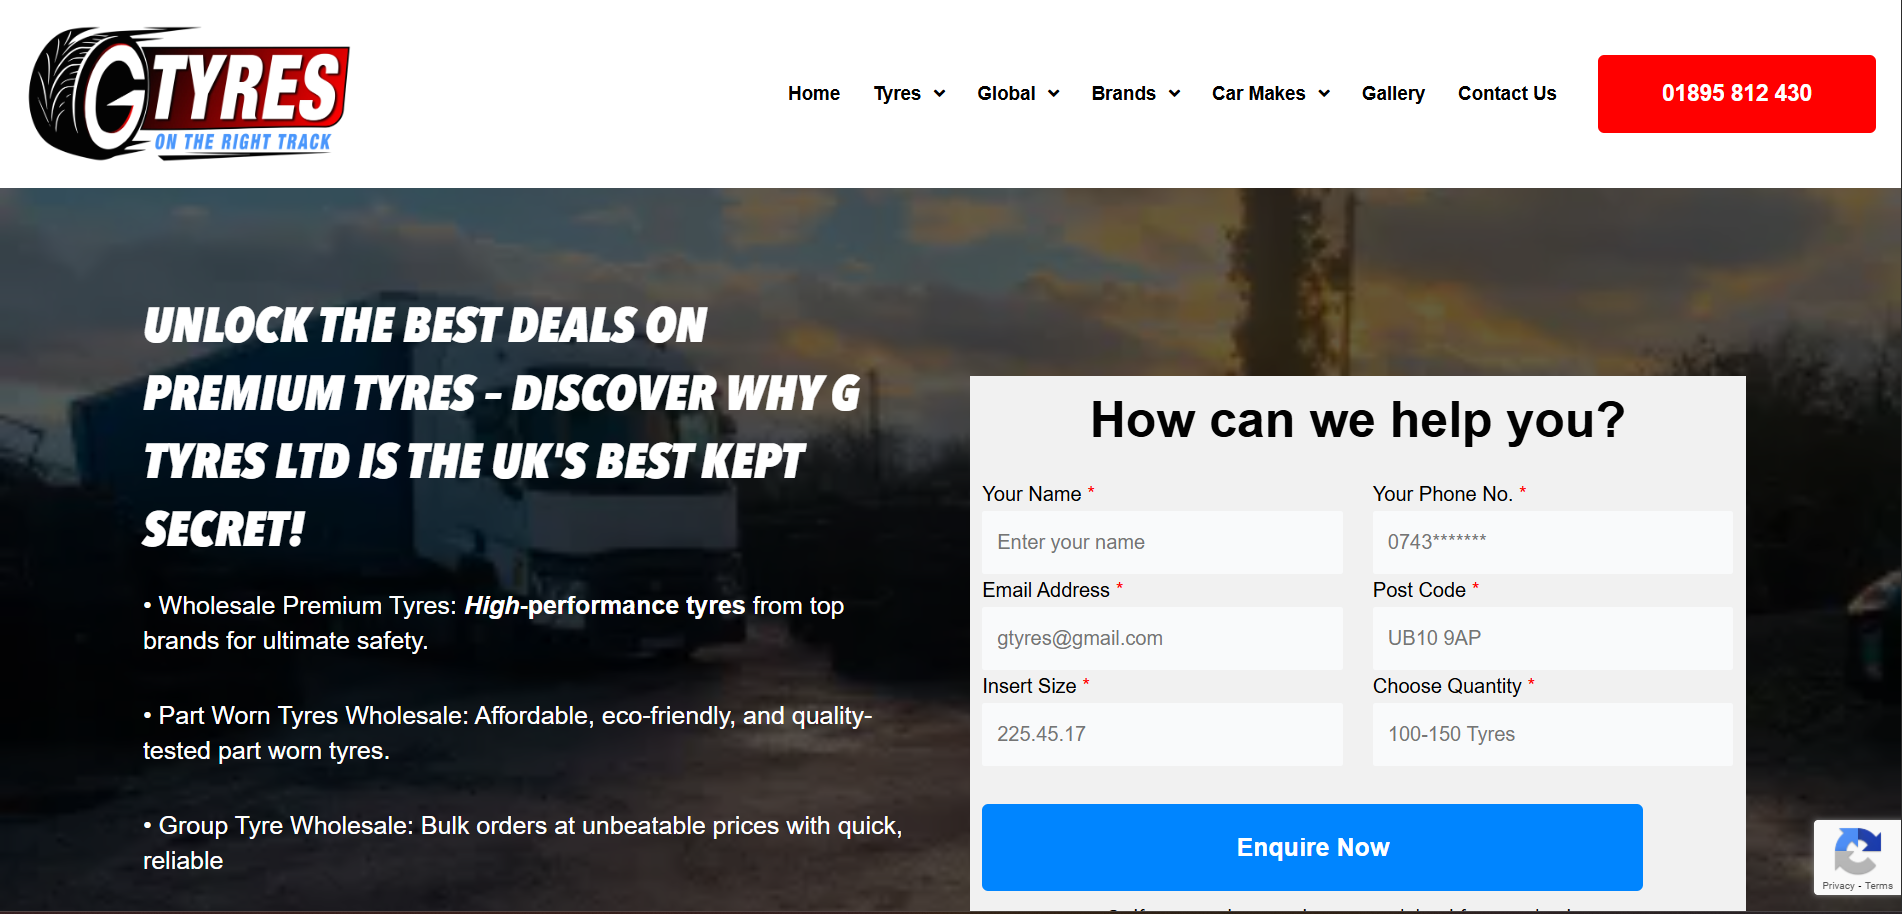 G TYRES
ON THE RIGHT TRACK
Home
Tyres
Global
Brands
Car Makes
Gallery
Contact Us
01895 812 430
UNLOCK THE BEST DEALS ON
PREMIUM TYRES – DISCOVER WHY G
TYRES LTD IS THE UK'S BEST KEPT
SECRET!
• Wholesale Premium Tyres: High-performance tyres from top
brands for ultimate safety.
• Part Worn Tyres Wholesale: Affordable, eco-friendly, and quality-
tested part worn tyres.
• Group Tyre Wholesale: Bulk orders at unbeatable prices with quick,
reliable
How can we help you?
Your Name *
Your Phone No. *
Enter your name
0743*******
Email Address *
Post Code *
gtyres@gmail.com
UB10 9AP
Insert Size *
Choose Quantity *
225.45.17
100-150 Tyres
Enquire Now
Privacy - Terms